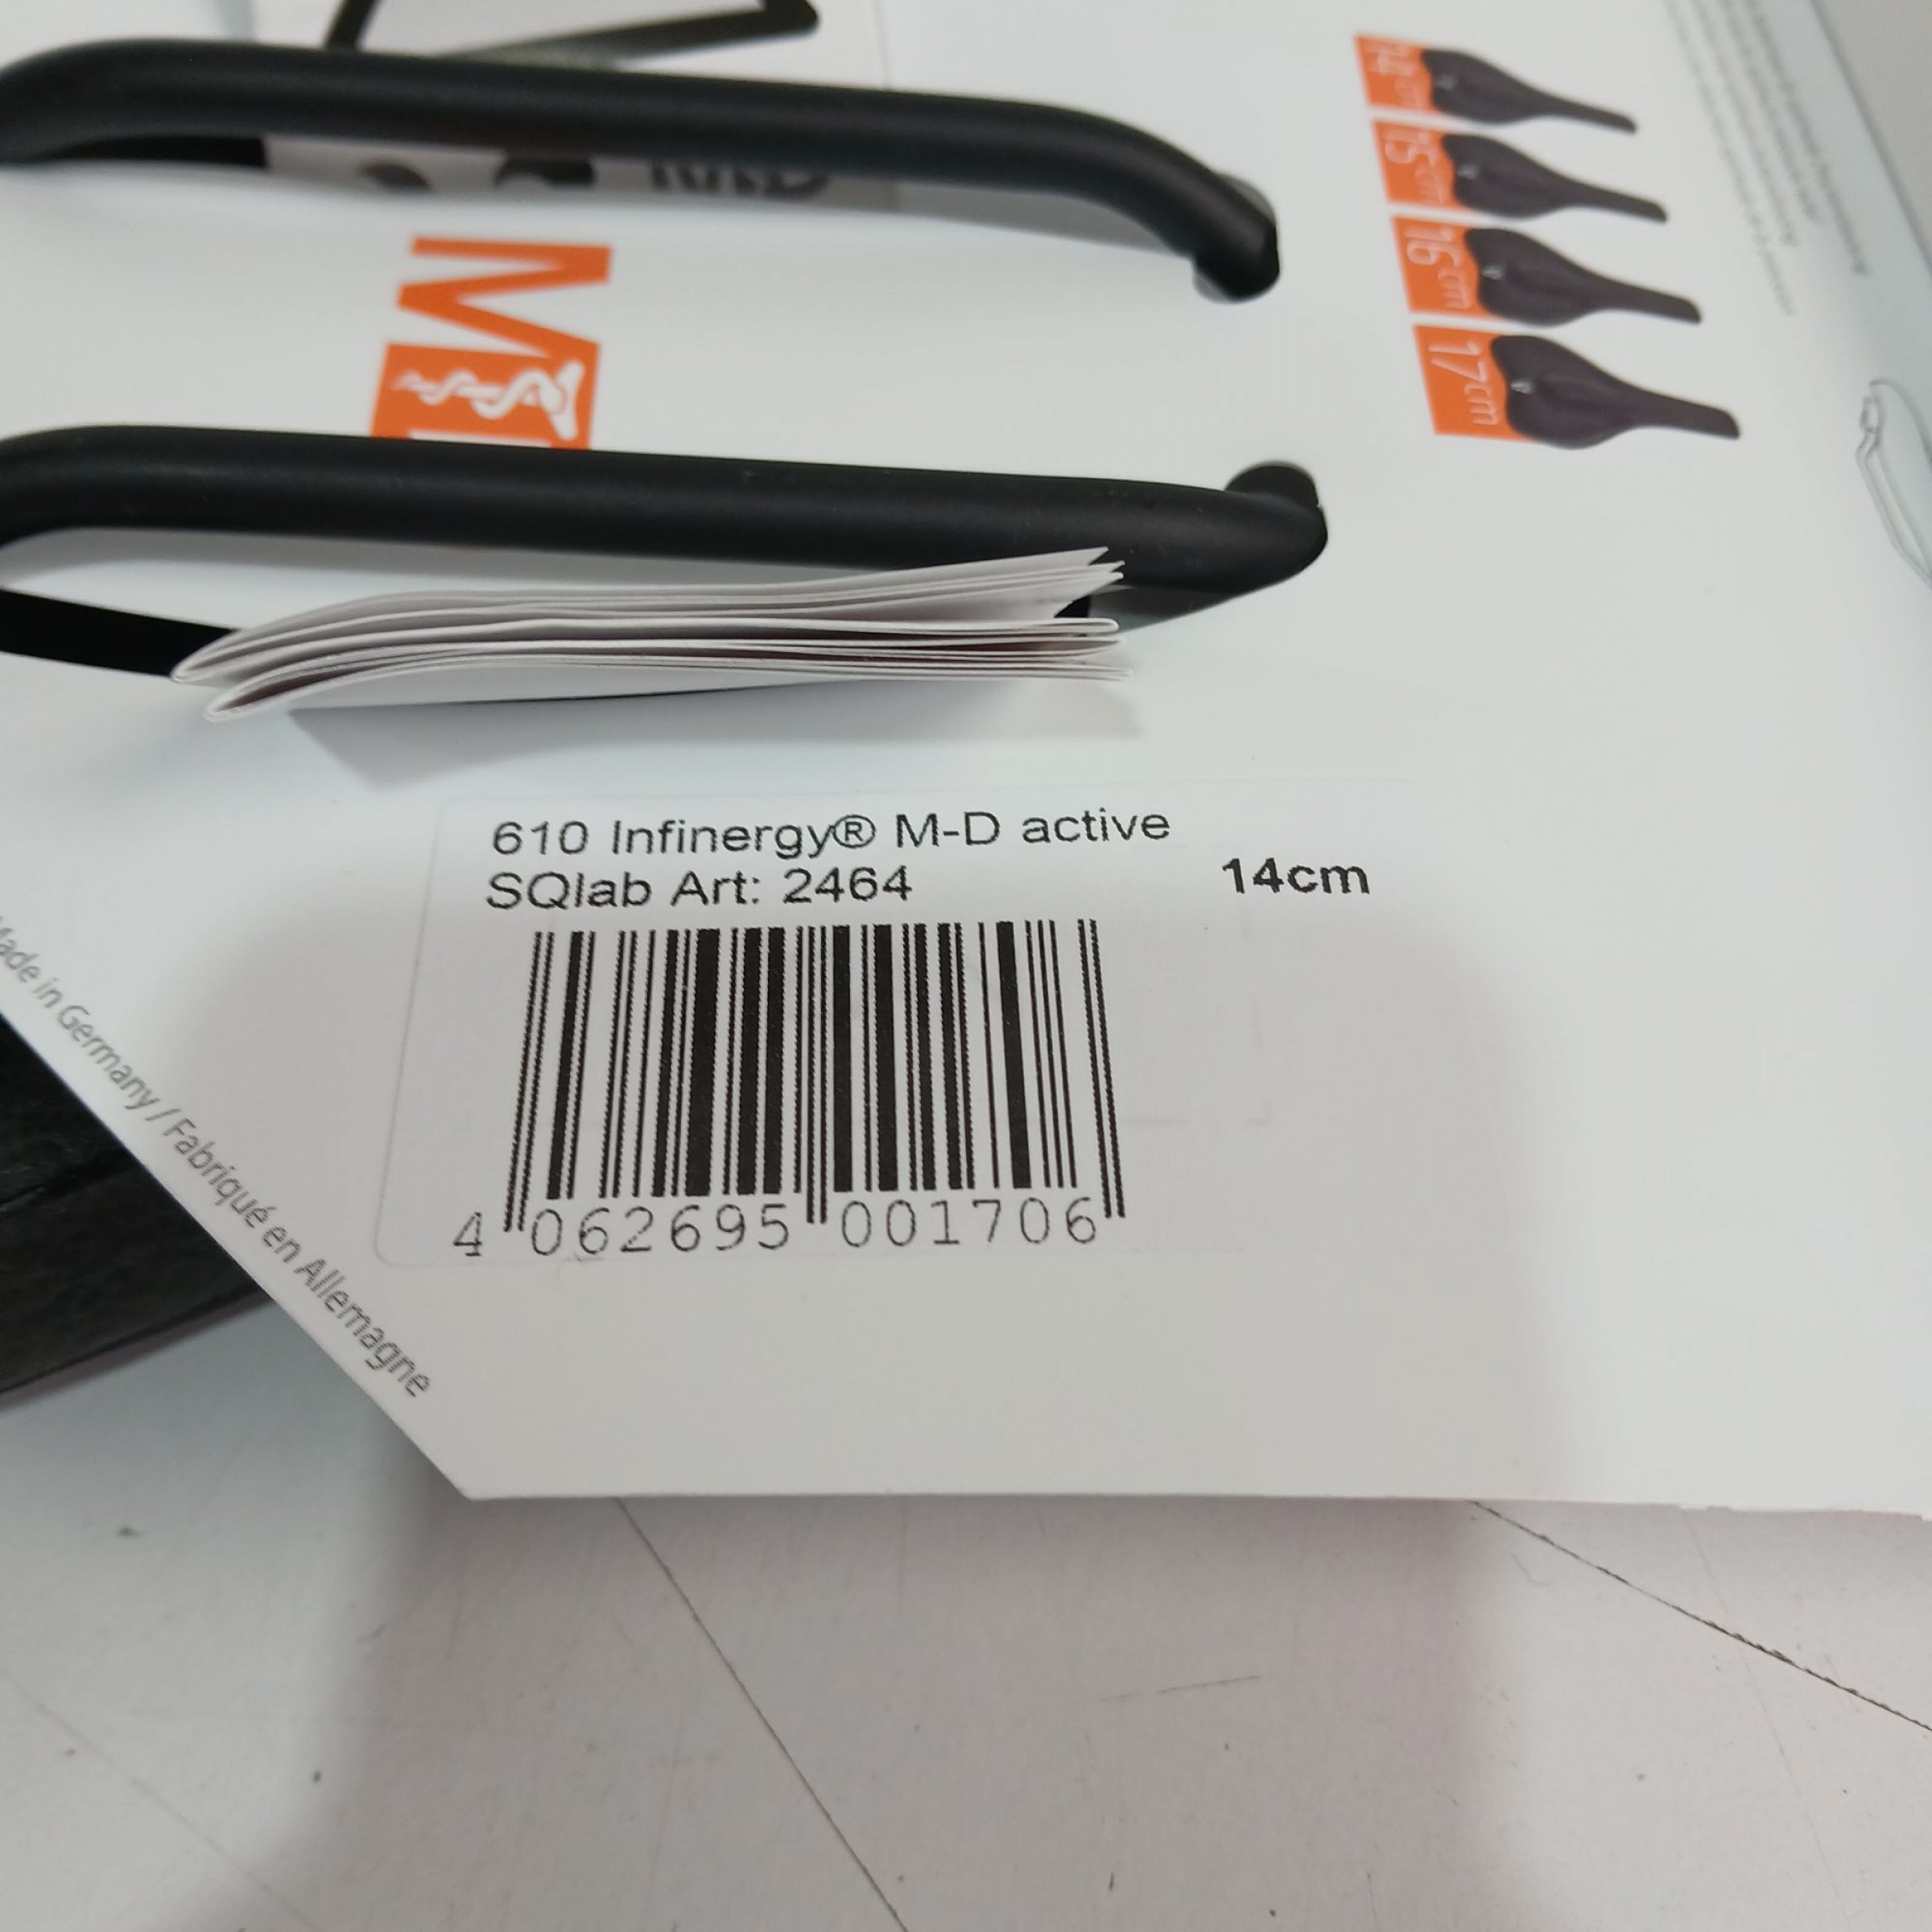 14cm
15cm
16cm
17cm
610 Infinergy® M-D active
SQlab Art: 2464
14cm
4 062695 001706
Made in Germany / Fabriqué en Allemagne